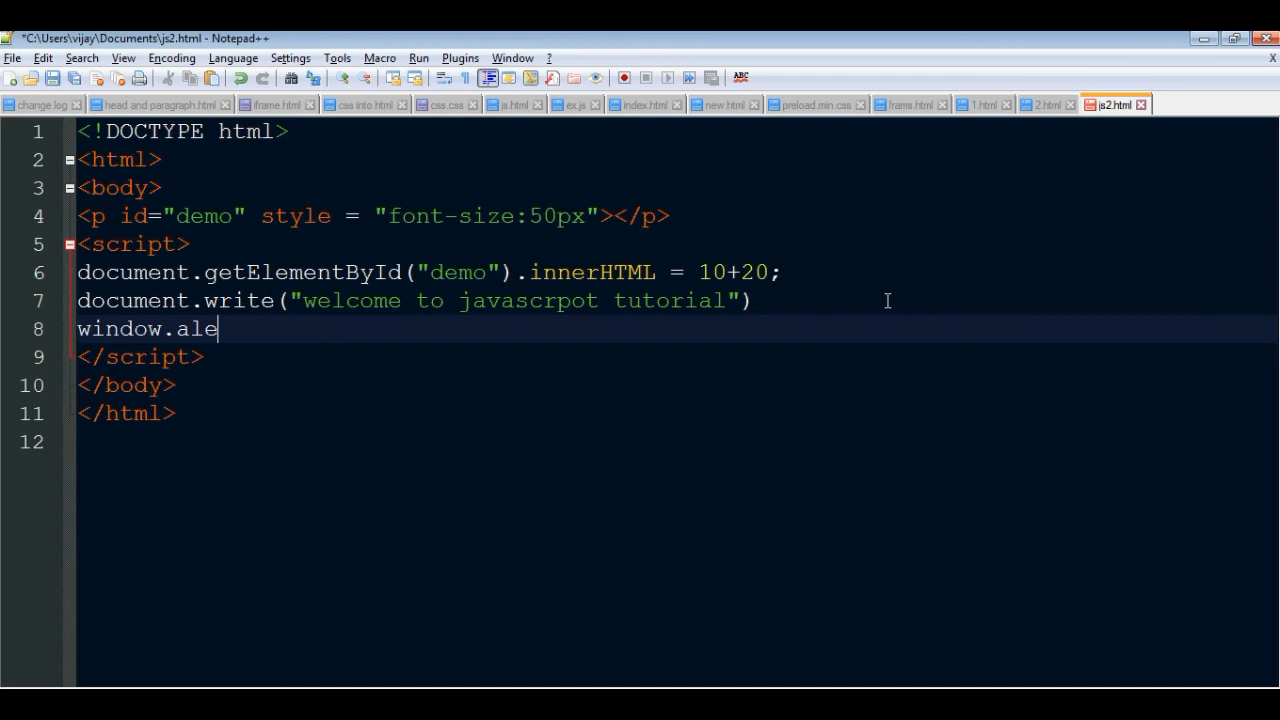 *C:\Users\vijay\Documents\js2.html - Notepad++
File Edit Search View Encoding Language Settings Tools Macro Run Plugins Window ? X
ABC
change.log head and paragraph.html iframe.html css into.html css.css js.html ex.js index.html new.html preload.min.css frams.html 1.html 2.html js2.html
1 <!DOCTYPE html>
2 <html>
3 <body>
4 <p id="demo" style = "font-size:50px"></p>
5 <script>
6 document.getElementById("demo").innerHTML = 10+20;
7 document.write("welcome to javascrpot tutorial")
8 window.ale
9 </script>
10 </body>
11 </html>
12